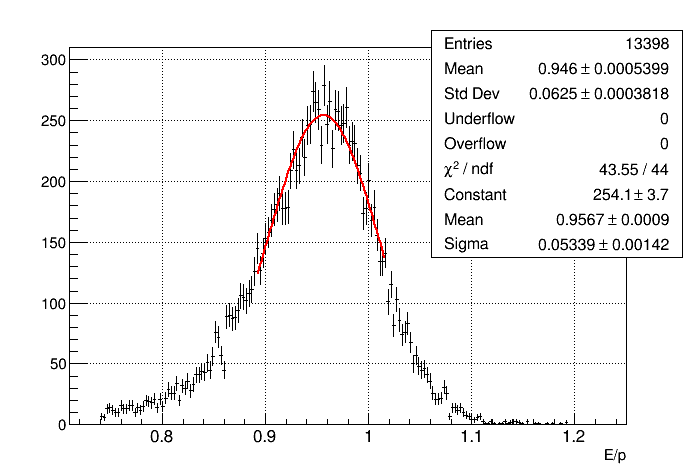 Entries 13398
Mean 0.946 ± 0.0005399
Std Dev 0.0625 ± 0.0003818
Underflow 0
Overflow 0
χ² / ndf 43.55 / 44
Constant 254.1 ± 3.7
Mean 0.9567 ± 0.0009
Sigma 0.05339 ± 0.00142
300
250
200
150
100
50
0
0.8 0.9 1 1.1 1.2
E/p